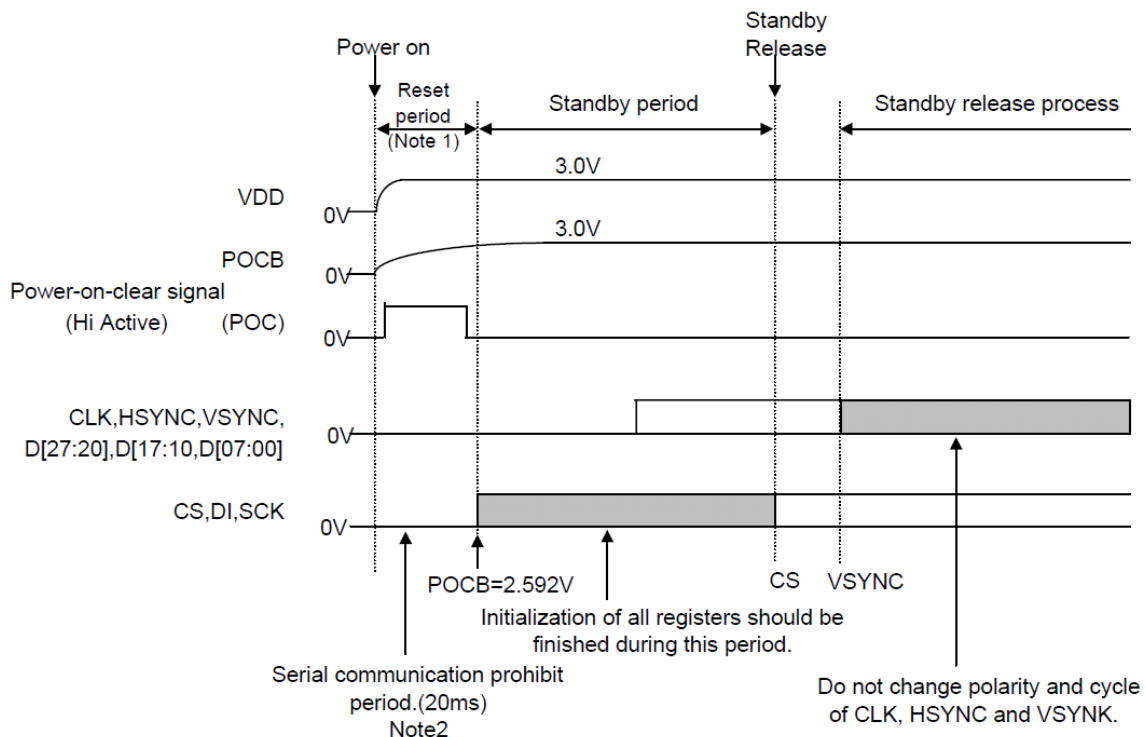 Standby
Release
Power on
Reset
period
(Note 1)
Standby period
Standby release process
3.0V
VDD
0V
3.0V
POCB
0V
Power-on-clear signal
(Hi Active) (POC)
0V
CLK,HSYNC,VSYNC,
D[27:20],D[17:10,D[07:00]
0V
CS,DI,SCK
0V
POCB=2.592V
CS
VSYNC
Initialization of all registers should be
finished during this period.
Serial communication prohibit
period.(20ms)
Note2
Do not change polarity and cycle
of CLK, HSYNC and VSYNK.